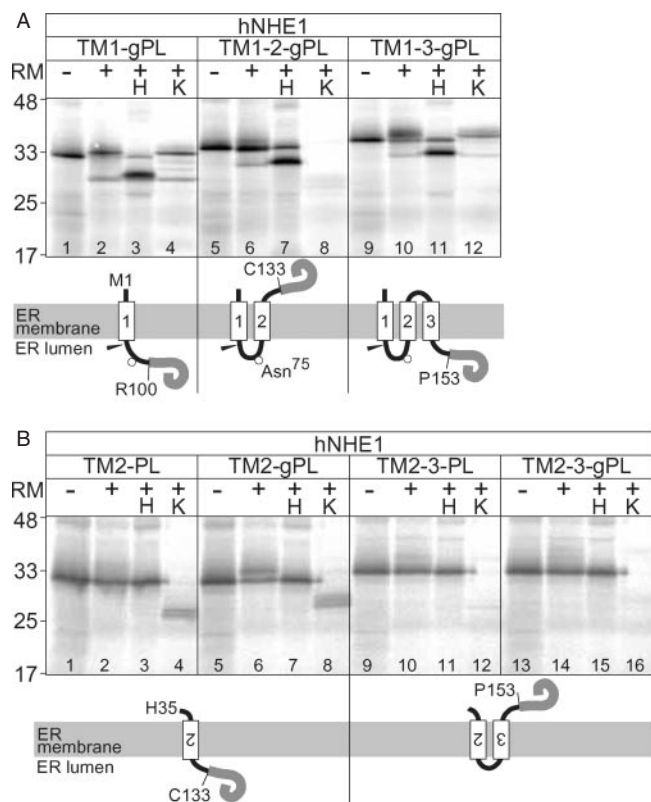 A
hNHE1
TM1-gPL TM1-2-gPL TM1-3-gPL
RM - + + + - + + + - + + +
H K H K H K
48
33
25
17
1 2 3 4 5 6 7 8 9 10 11 12
M1 C133
1 1 2 1 2 3
ER membrane
ER lumen
R100 Asn75 P153
B
hNHE1
TM2-PL TM2-gPL TM2-3-PL TM2-3-gPL
RM - + + + - + + + - + + + - + + +
H K H K H K H K
48
33
25
17
1 2 3 4 5 6 7 8 9 10 11 12 13 14 15 16
H35 P153
2 2 3
ER membrane
ER lumen
C133